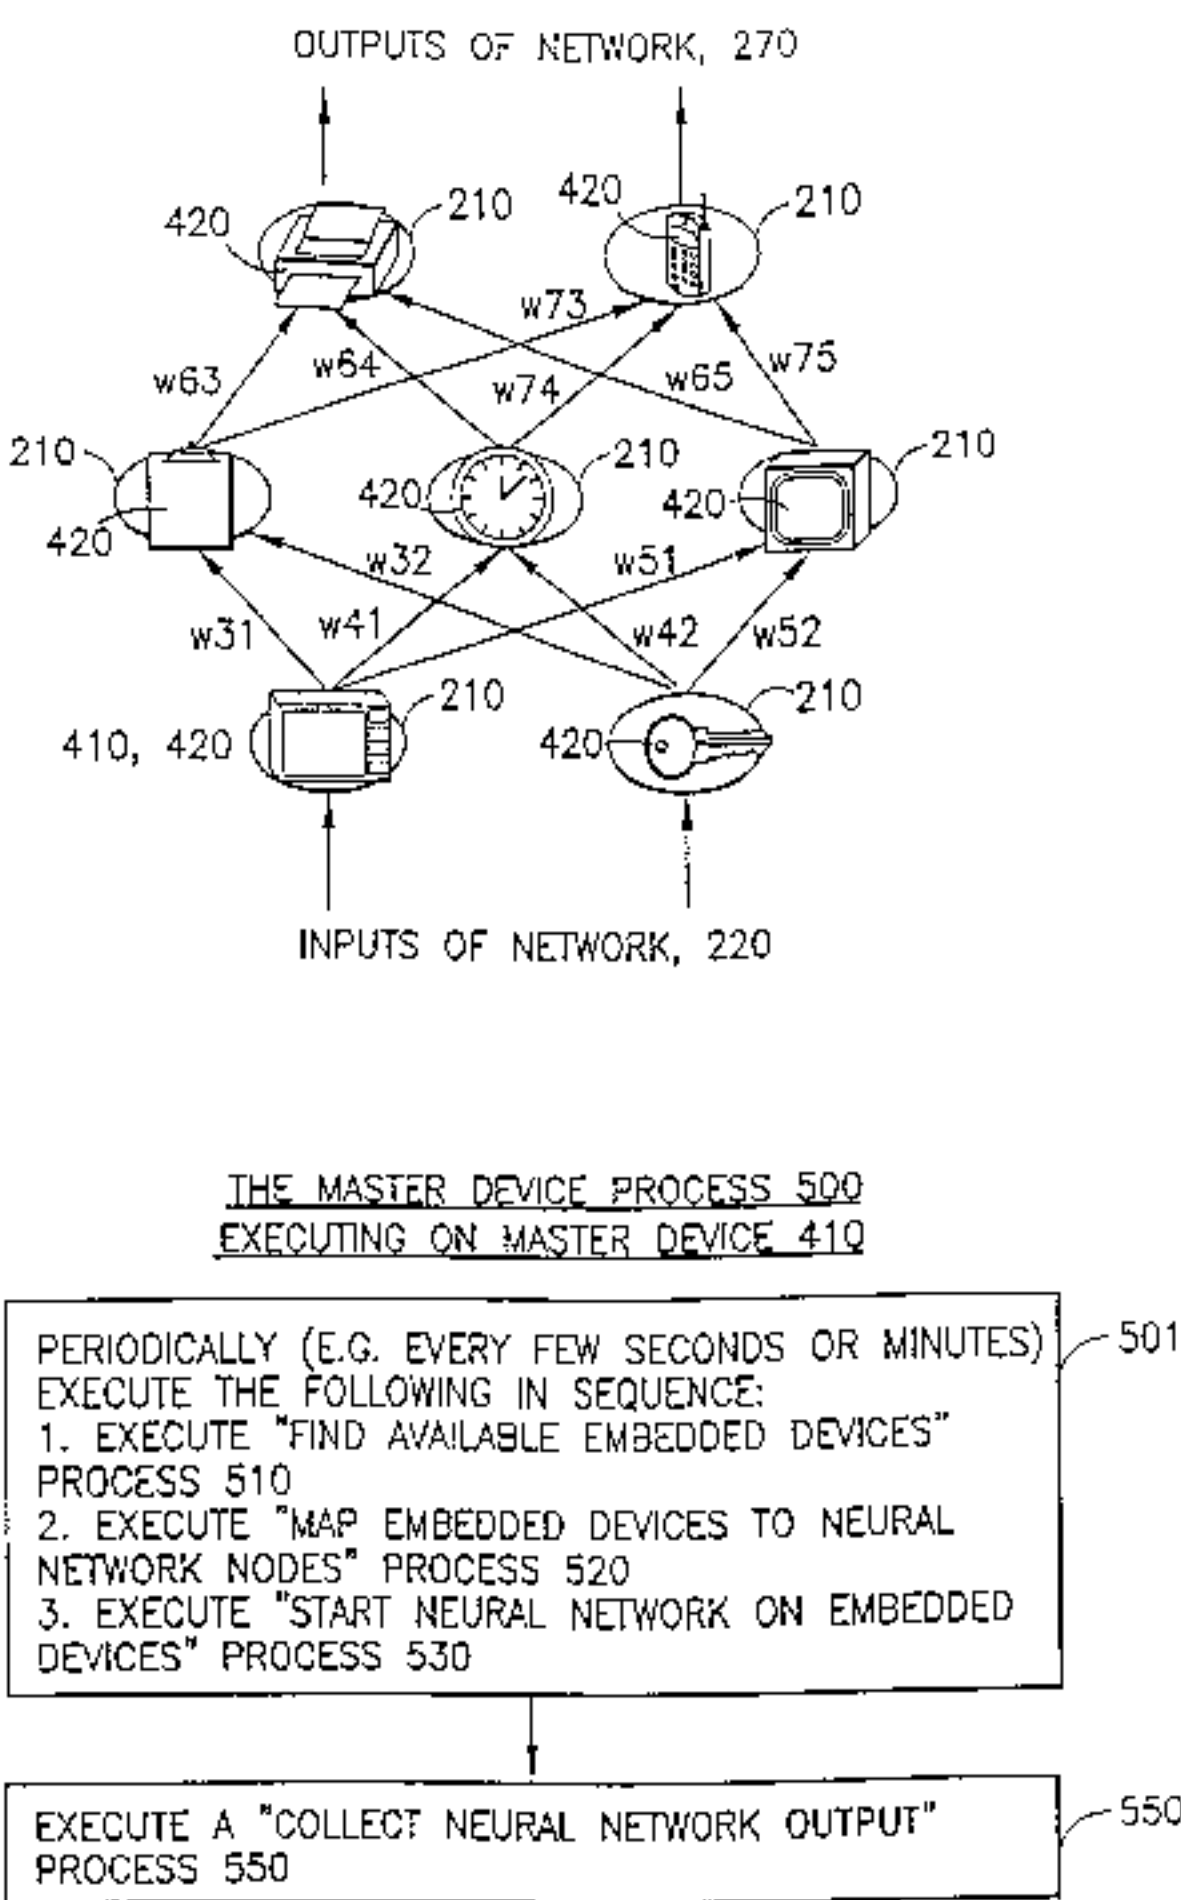 OUTPUTS OF NETWORK, 270
420
210
420
210
w73
w63
w64
w74
w65
w75
210
420
420
210
420
210
w32
w51
w31
w41
w42
w52
410, 420
210
420
210
INPUTS OF NETWORK, 220
THE MASTER DEVICE PROCESS 500
EXECUTING ON MASTER DEVICE 410
PERIODICALLY (E.G. EVERY FEW SECONDS OR MINUTES)
501
EXECUTE THE FOLLOWING IN SEQUENCE:
1. EXECUTE "FIND AVAILABLE EMBEDDED DEVICES"
PROCESS 510
2. EXECUTE "MAP EMBEDDED DEVICES TO NEURAL
NETWORK NODES" PROCESS 520
3. EXECUTE "START NEURAL NETWORK ON EMBEDDED
DEVICES" PROCESS 530
EXECUTE A "COLLECT NEURAL NETWORK OUTPUT"
550
PROCESS 550